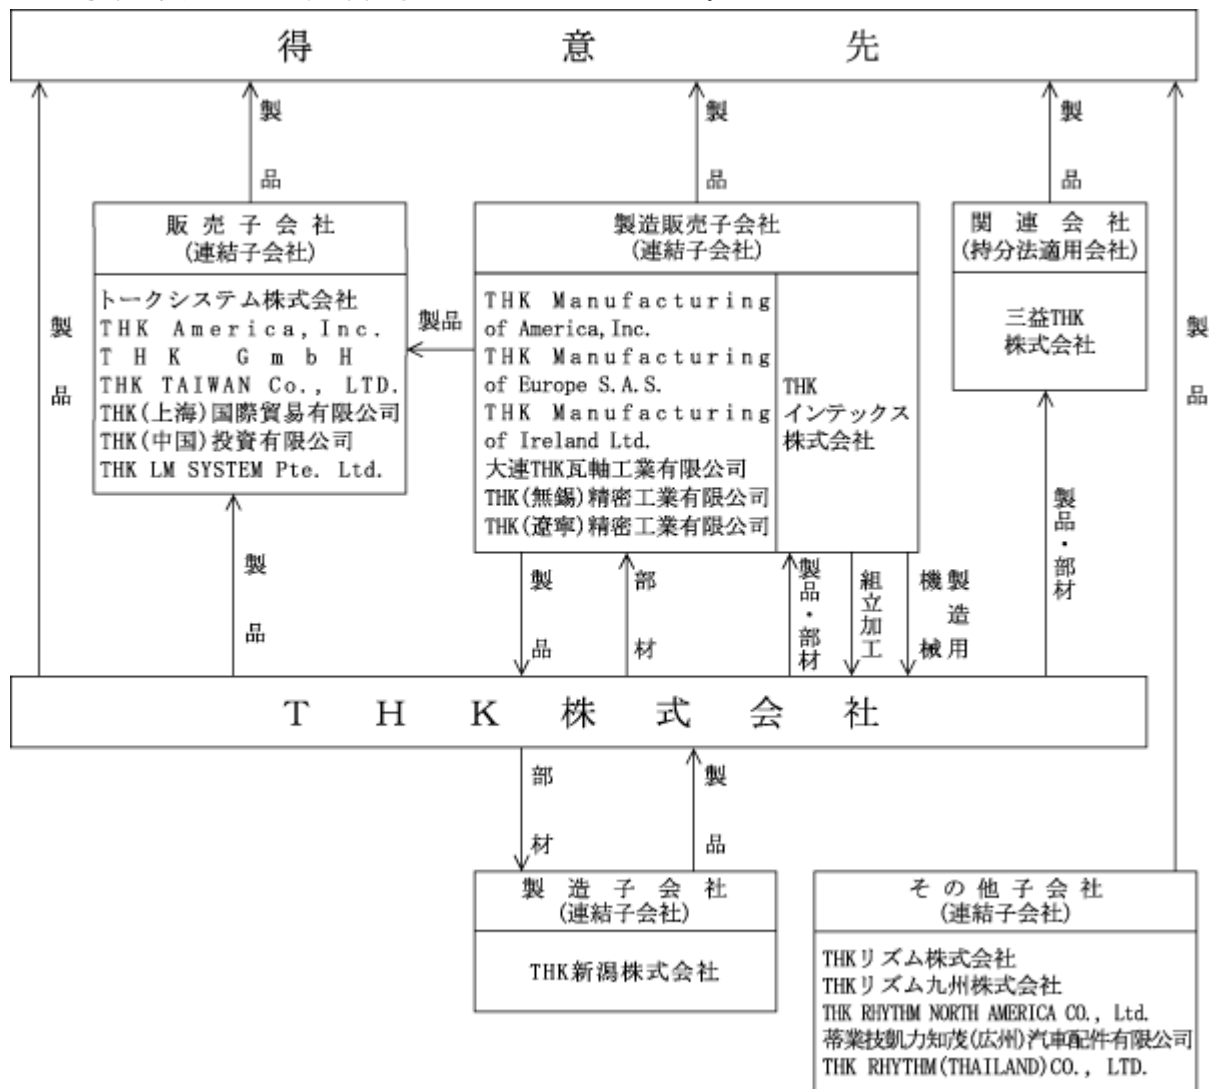 得意先
製品
製品
製品
製品
製品
販売子会社
(連結子会社)
トークシステム株式会社
THK America,Inc.
THK GmbH
THK TAIWAN Co., LTD.
THK(上海)国際貿易有限公司
THK(中国)投資有限公司
THK LM SYSTEM Pte. Ltd.
製品
製造販売子会社
(連結子会社)
THK Manufacturing
of America,Inc.
THK Manufacturing
of Europe S.A.S.
THK Manufacturing
of Ireland Ltd.
大連THK瓦軸工業有限公司
THK(無錫)精密工業有限公司
THK(遼寧)精密工業有限公司
THK
インテックス
株式会社
関連会社
(持分法適用会社)
三益THK
株式会社
製品
製品
部材
製品・部材
組立加工
製造用
機械
製品・部材
THK株式会社
部材
製品
製造子会社
(連結子会社)
THK新潟株式会社
その他子会社
(連結子会社)
THKリズム株式会社
THKリズム九州株式会社
THK RHYTHM NORTH AMERICA CO., Ltd.
蒂業技凱力知茂(広州)汽車配件有限公司
THK RHYTHM(THAILAND)CO., LTD.